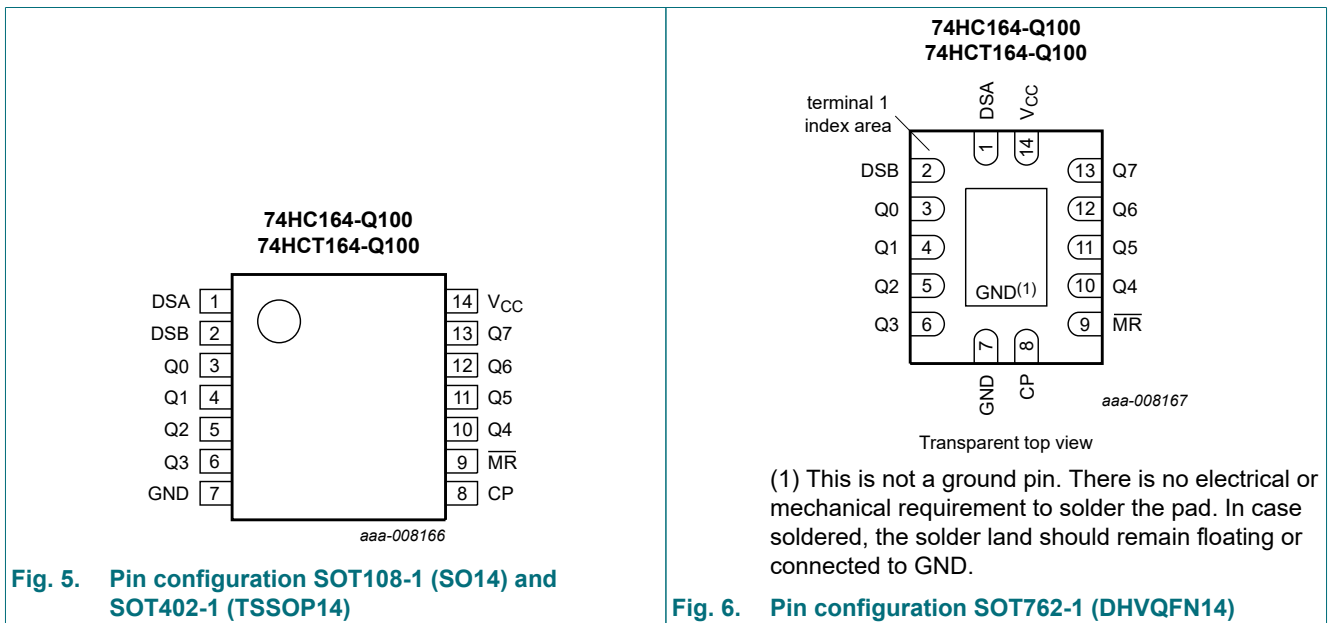 74HC164-Q100
74HCT164-Q100
DSA 1
DSB 2
Q0 3
Q1 4
Q2 5
Q3 6
GND 7
14 VCC
13 Q7
12 Q6
11 Q5
10 Q4
9 MR
8 CP
aaa-008166
Fig. 5. Pin configuration SOT108-1 (SO14) and
SOT402-1 (TSSOP14)
74HC164-Q100
74HCT164-Q100
terminal 1
index area
DSA
VCC
1
14
DSB 2
Q0 3
Q1 4
Q2 5
Q3 6
13 Q7
12 Q6
11 Q5
10 Q4
9 MR
GND(1)
7
8
GND
CP
aaa-008167
Transparent top view
(1) This is not a ground pin. There is no electrical or
mechanical requirement to solder the pad. In case
soldered, the solder land should remain floating or
connected to GND.
Fig. 6. Pin configuration SOT762-1 (DHVQFN14)